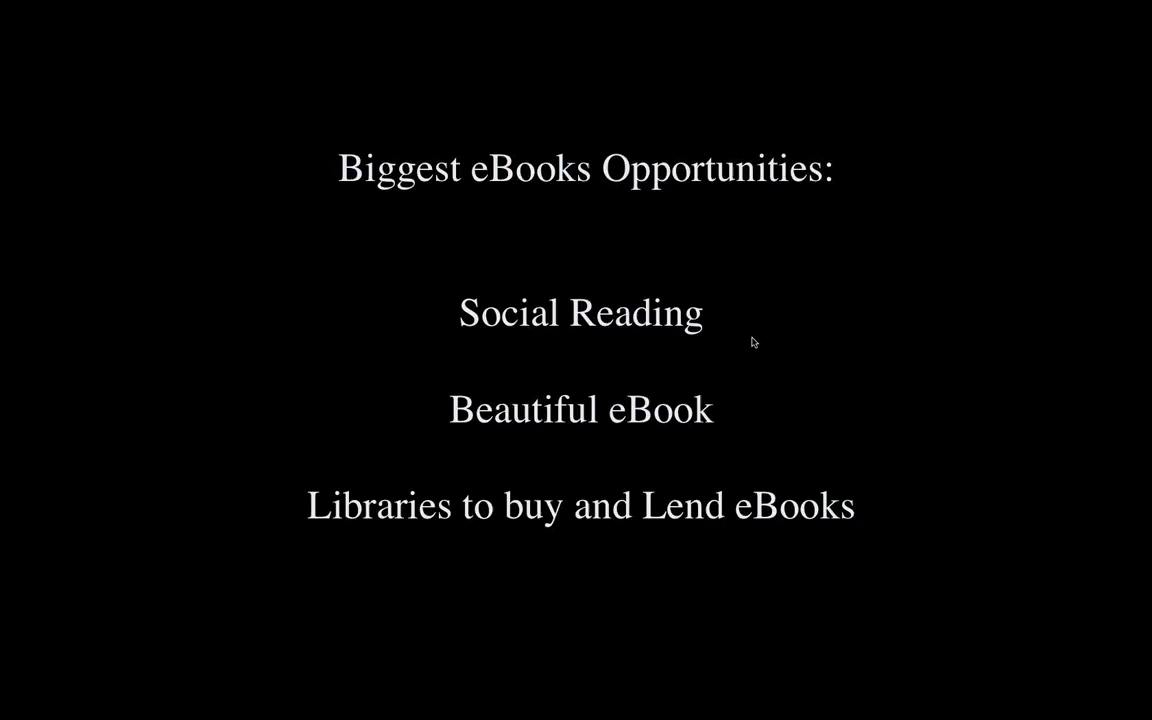 Biggest eBooks Opportunities:
Social Reading
Beautiful eBook
Libraries to buy and Lend eBooks